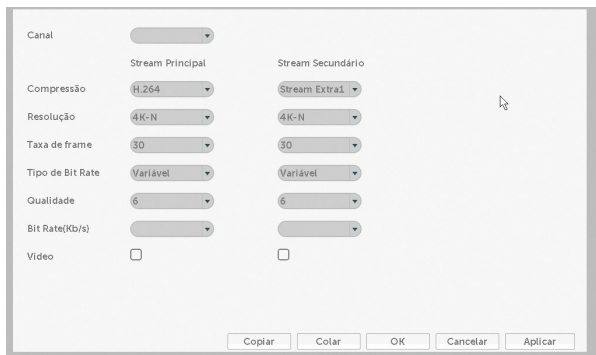 Canal
Stream Principal Stream Secundário
Compressão H.264 Stream Extra1
Resolução 4K-N 4K-N
Taxa de frame 30 30
Tipo de Bit Rate Variável Variável
Qualidade 6 6
Bit Rate(Kb/s)
Vídeo
Copiar Colar OK Cancelar Aplicar